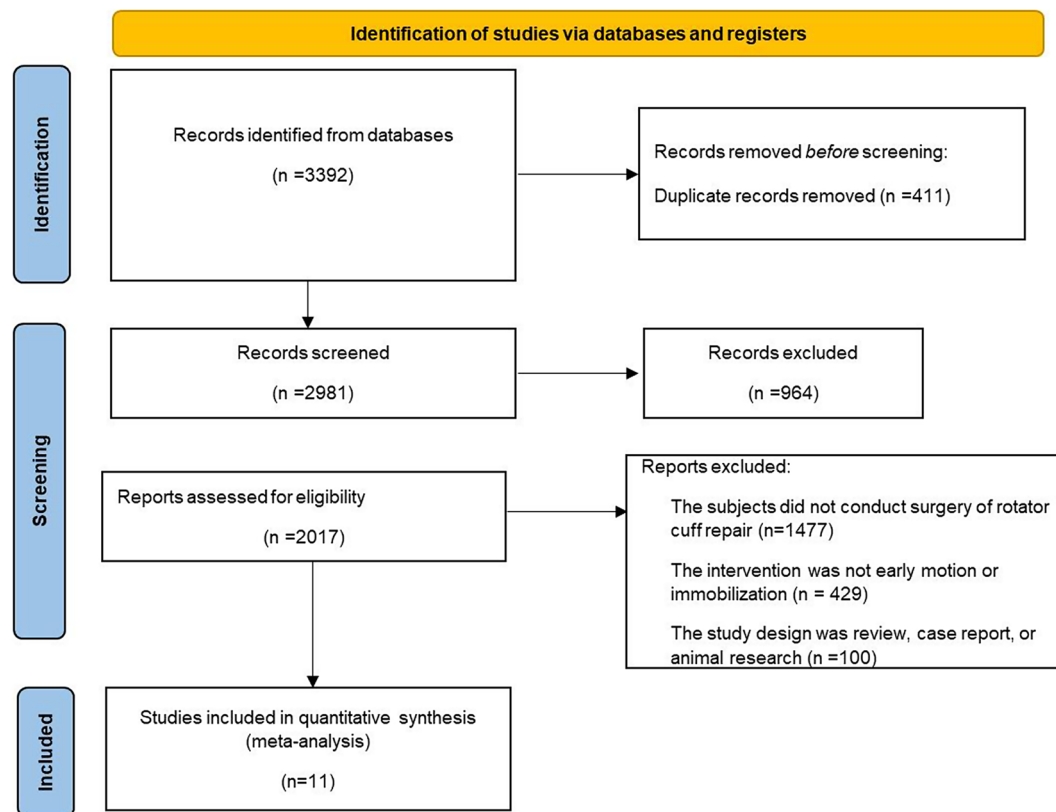 Identification of studies via databases and registers
Identification
Records identified from databases
(n =3392)
Records removed before screening:
Duplicate records removed (n =411)
Screening
Records screened
(n =2981)
Records excluded
(n =964)
Reports assessed for eligibility
(n =2017)
Reports excluded:
The subjects did not conduct surgery of rotator
cuff repair (n=1477)
The intervention was not early motion or
immobilization (n = 429)
The study design was review, case report, or
animal research (n =100)
Included
Studies included in quantitative synthesis
(meta-analysis)
(n=11)